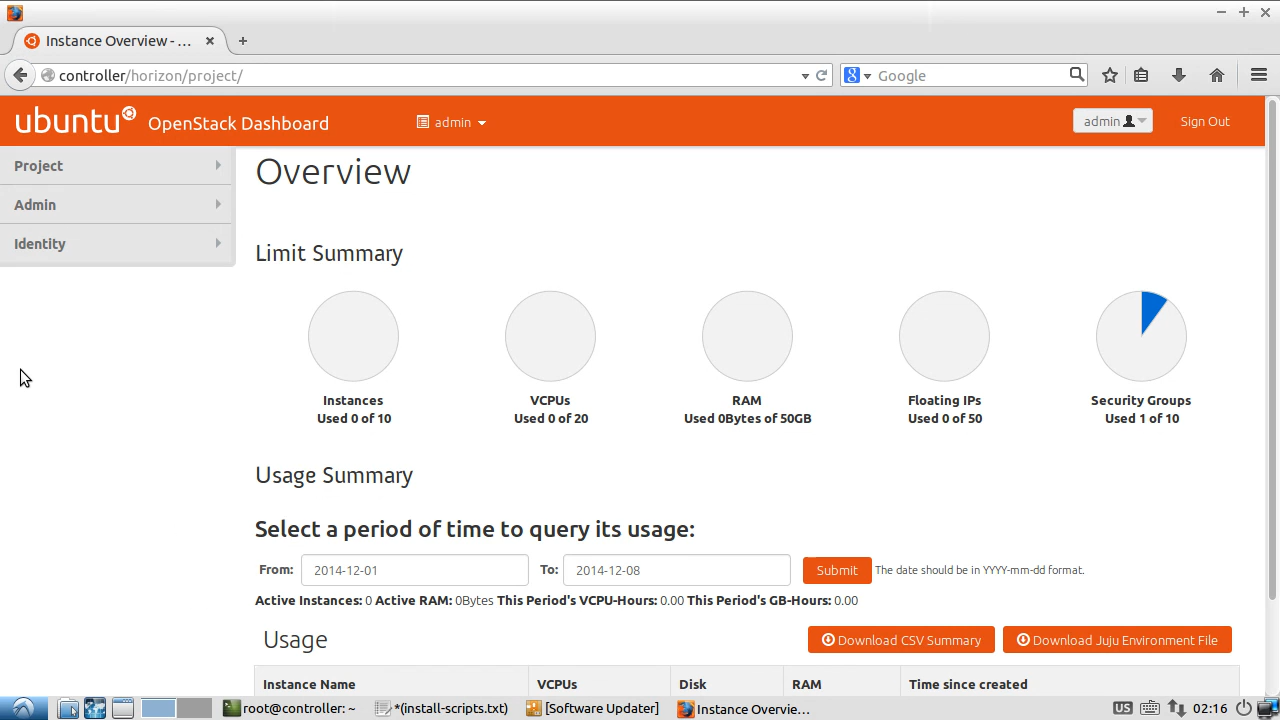 Instance Overview - ...
controller/horizon/project/
Google
ubuntu OpenStack Dashboard
admin
admin
Sign Out
Project
Admin
Identity
Overview
Limit Summary
Instances
Used 0 of 10
VCPUs
Used 0 of 20
RAM
Used 0Bytes of 50GB
Floating IPs
Used 0 of 50
Security Groups
Used 1 of 10
Usage Summary
Select a period of time to query its usage:
From: 2014-12-01 To: 2014-12-08 Submit The date should be in YYYY-mm-dd format.
Active Instances: 0 Active RAM: 0Bytes This Period's VCPU-Hours: 0.00 This Period's GB-Hours: 0.00
Usage
Download CSV Summary
Download Juju Environment File
Instance Name VCPUs Disk RAM Time since created
root@controller: ~
*(install-scripts.txt)
[Software Updater]
Instance Overvie...
US
02:16